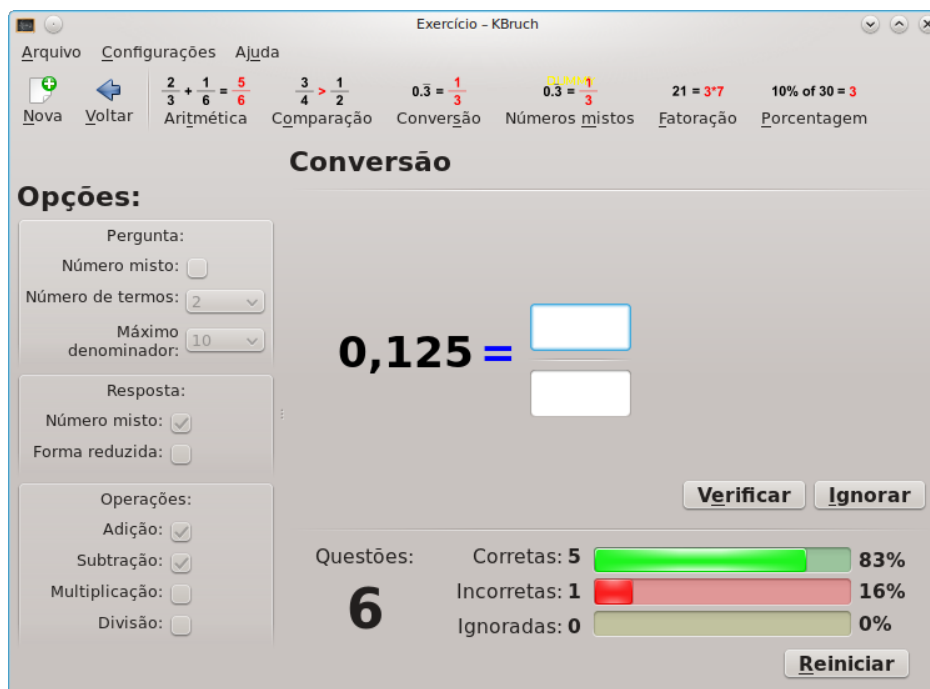 Exercício – KBruch
Arquivo Configurações Ajuda
2/3 + 1/6 = 5/6 3/4 > 1/2 0.3̅ = 1/3 0.3̅ = 1/3 21 = 3*7 10% of 30 = 3
Nova Voltar Aritmética Comparação Conversão Números mistos Fatoração Porcentagem
Conversão
Opções:
Pergunta:
Número misto:
Número de termos: 2
Máximo
denominador: 10
Resposta:
Número misto:
Forma reduzida:
Operações:
Adição:
Subtração:
Multiplicação:
Divisão:
0,125 =
Verificar Ignorar
Questões:
6
Corretas: 5 83%
Incorretas: 1 16%
Ignoradas: 0 0%
Reiniciar